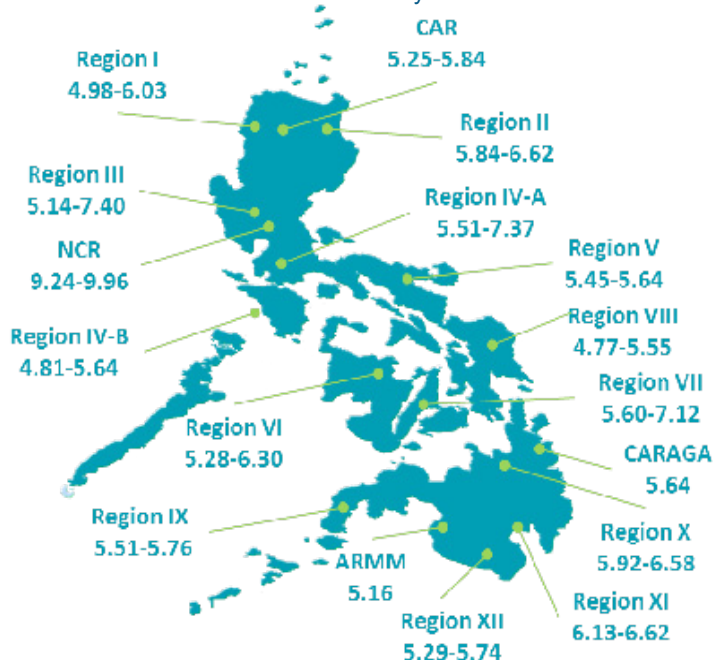 CAR
5.25-5.84
Region I
4.98-6.03
Region II
5.84-6.62
Region III
5.14-7.40
Region IV-A
5.51-7.37
NCR
9.24-9.96
Region V
5.45-5.64
Region VIII
4.77-5.55
Region IV-B
4.81-5.64
Region VII
5.60-7.12
Region VI
5.28-6.30
CARAGA
5.64
Region IX
5.51-5.76
Region X
5.92-6.58
ARMM
5.16
Region XI
6.13-6.62
Region XII
5.29-5.74